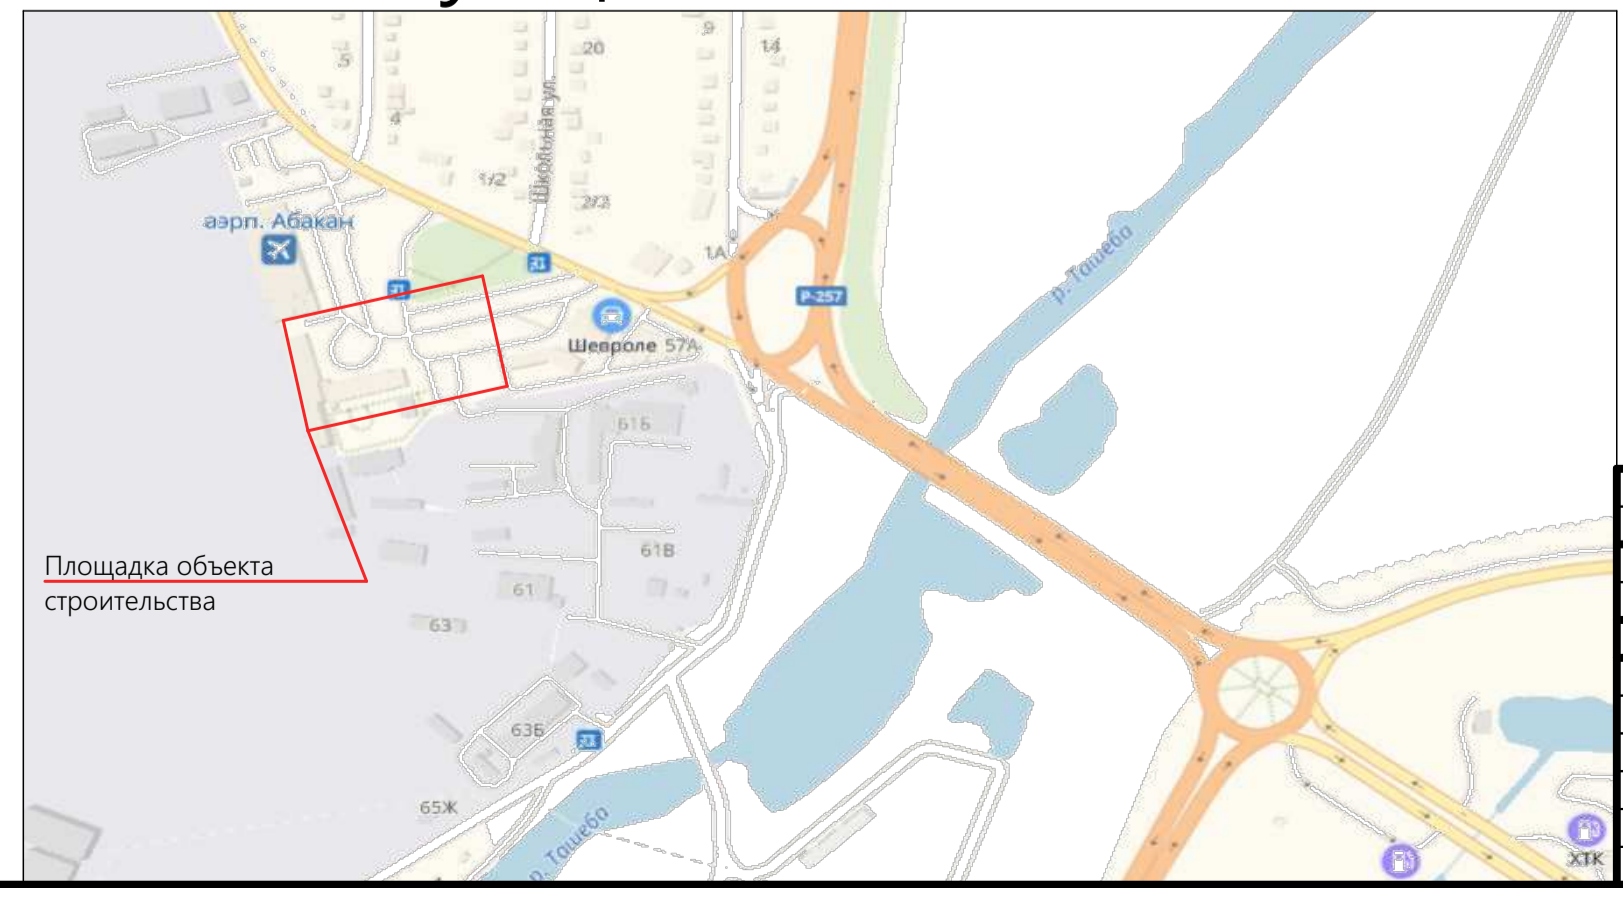 5
20
9
14
4
Школьная ул.
1/2
2/2
аэрп. Абакан
1А
Р-257
р. Ташеба
Шевроле 57А
61Б
Площадка объекта
строительства
61В
61
63
63Б
65Ж
р. Ташеба
ХТК